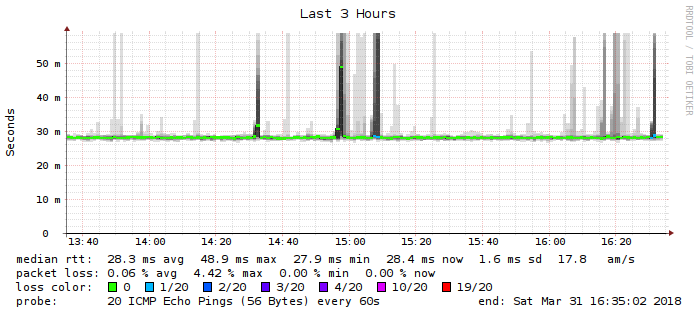 Last 3 Hours
RRDTOOL / TOBI OETIKER
Seconds
50 m
40 m
30 m
20 m
10 m
0
13:40 14:00 14:20 14:40 15:00 15:20 15:40 16:00 16:20
median rtt: 28.3 ms avg 48.9 ms max 27.9 ms min 28.4 ms now 1.6 ms sd 17.8 am/s
packet loss: 0.06 % avg 4.42 % max 0.00 % min 0.00 % now
loss color: 0 1/20 2/20 3/20 4/20 10/20 19/20
probe: 20 ICMP Echo Pings (56 Bytes) every 60s end: Sat Mar 31 16:35:02 2018